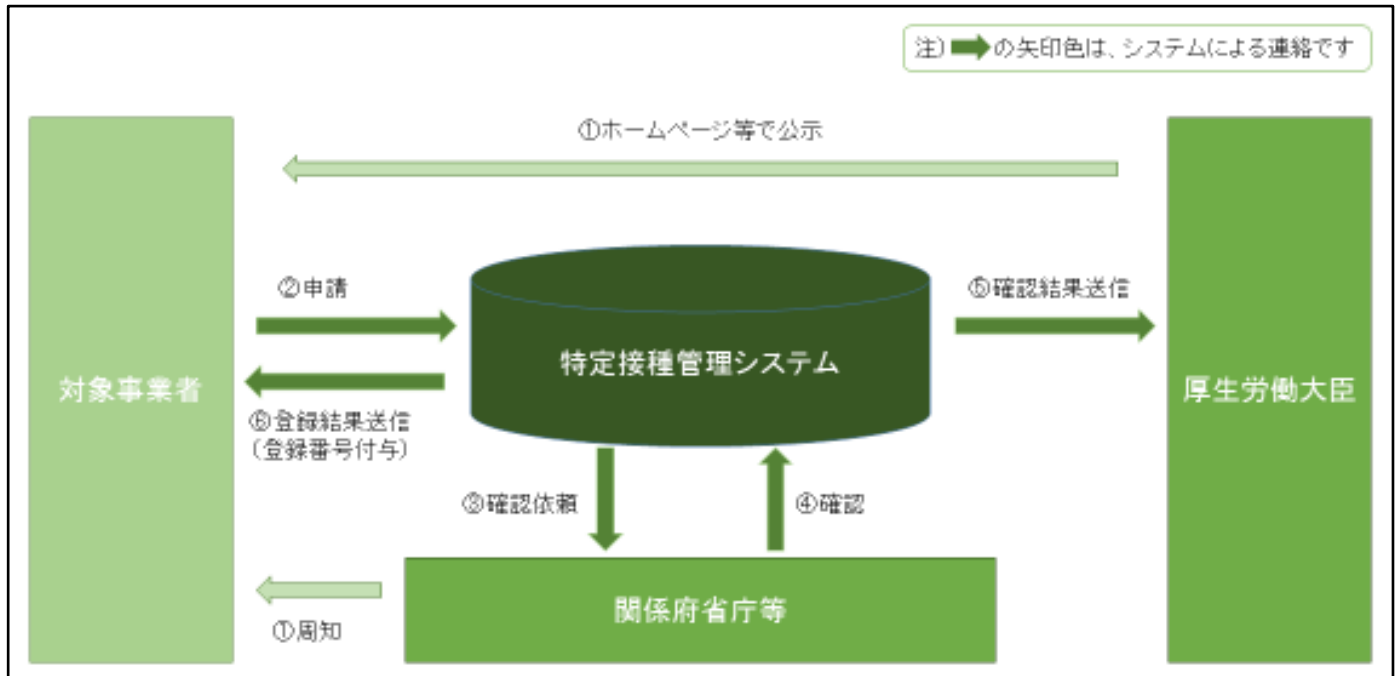 注）の矢印色は、システムによる連絡です
①ホームページ等で公示
②申請
⑤確認結果送信
特定接種管理システム
対象事業者
厚生労働大臣
⑥登録結果送信
（登録番号付与）
③確認依頼
④確認
関係府省庁等
①周知